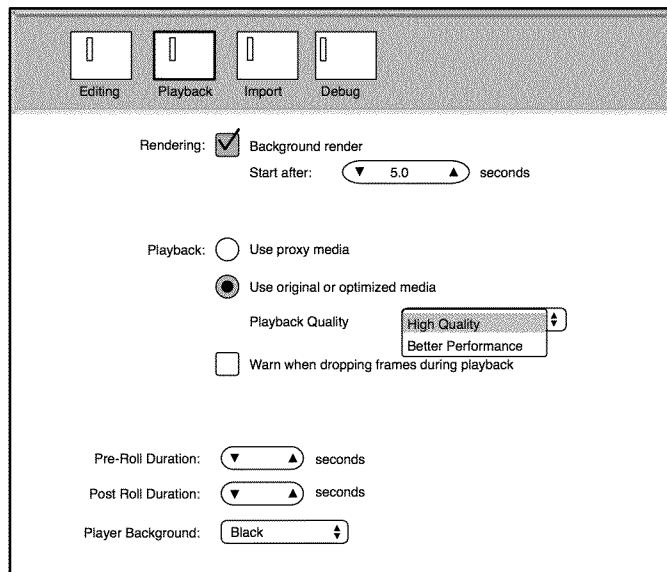 Editing Playback Import Debug
Rendering: Background render
Start after: 5.0 seconds
Playback: Use proxy media
Use original or optimized media
Playback Quality High Quality
Better Performance
Warn when dropping frames during playback
Pre-Roll Duration: seconds
Post Roll Duration: seconds
Player Background: Black